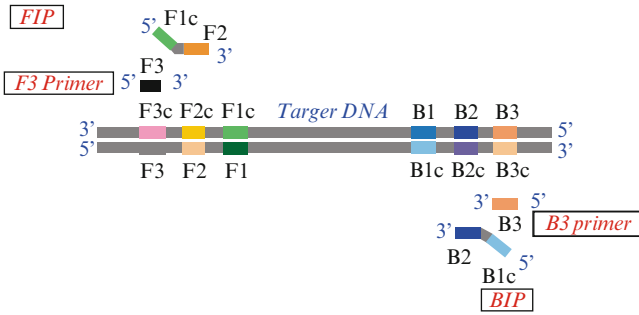 FIP
5’ F1c
F2
3’
F3
F3 Primer 5’ 3’
F3c F2c F1c Targer DNA B1 B2 B3
3’ 5’
5’ 3’
F3 F2 F1 B1c B2c B3c
3’ 5’
B3 B3 primer
3’
B2 5’
B1c
BIP